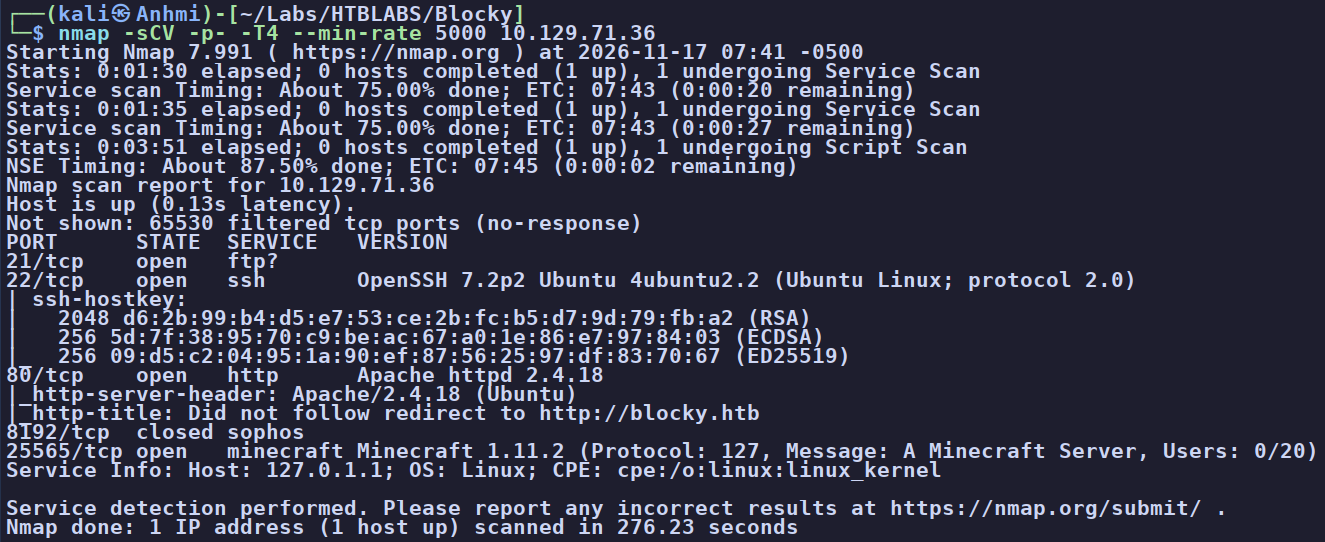 ┌──(kali㉿Anhmi)-[~/Labs/HTBLABS/Blocky]
└─$ nmap -sCV -p- -T4 --min-rate 5000 10.129.71.36
Starting Nmap 7.991 ( https://nmap.org ) at 2026-11-17 07:41 -0500
Stats: 0:01:30 elapsed; 0 hosts completed (1 up), 1 undergoing Service Scan
Service scan Timing: About 75.00% done; ETC: 07:43 (0:00:20 remaining)
Stats: 0:01:35 elapsed; 0 hosts completed (1 up), 1 undergoing Service Scan
Service scan Timing: About 75.00% done; ETC: 07:43 (0:00:27 remaining)
Stats: 0:03:51 elapsed; 0 hosts completed (1 up), 1 undergoing Script Scan
NSE Timing: About 87.50% done; ETC: 07:45 (0:00:02 remaining)
Nmap scan report for 10.129.71.36
Host is up (0.13s latency).
Not shown: 65530 filtered tcp ports (no-response)
PORT      STATE  SERVICE   VERSION
21/tcp    open   ftp?
22/tcp    open   ssh       OpenSSH 7.2p2 Ubuntu 4ubuntu2.2 (Ubuntu Linux; protocol 2.0)
| ssh-hostkey:
|   2048 d6:2b:99:b4:d5:e7:53:ce:2b:fc:b5:d7:9d:79:fb:a2 (RSA)
|   256 5d:7f:38:95:70:c9:be:ac:67:a0:1e:86:e7:97:84:03 (ECDSA)
|_  256 09:d5:c2:04:95:1a:90:ef:87:56:25:97:df:83:70:67 (ED25519)
80/tcp    open   http      Apache httpd 2.4.18
|_http-server-header: Apache/2.4.18 (Ubuntu)
|_http-title: Did not follow redirect to http://blocky.htb
8192/tcp  closed sophos
25565/tcp open   minecraft Minecraft 1.11.2 (Protocol: 127, Message: A Minecraft Server, Users: 0/20)
Service Info: Host: 127.0.1.1; OS: Linux; CPE: cpe:/o:linux:linux_kernel

Service detection performed. Please report any incorrect results at https://nmap.org/submit/ .
Nmap done: 1 IP address (1 host up) scanned in 276.23 seconds